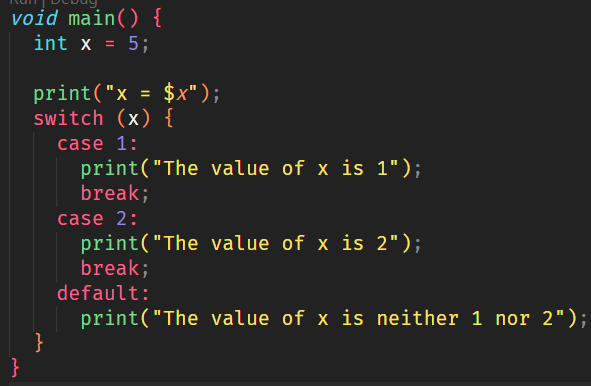 Run | Debug
void main() {
  int x = 5;

  print("x = $x");
  switch (x) {
    case 1:
      print("The value of x is 1");
      break;
    case 2:
      print("The value of x is 2");
      break;
    default:
      print("The value of x is neither 1 nor 2");
  }
}